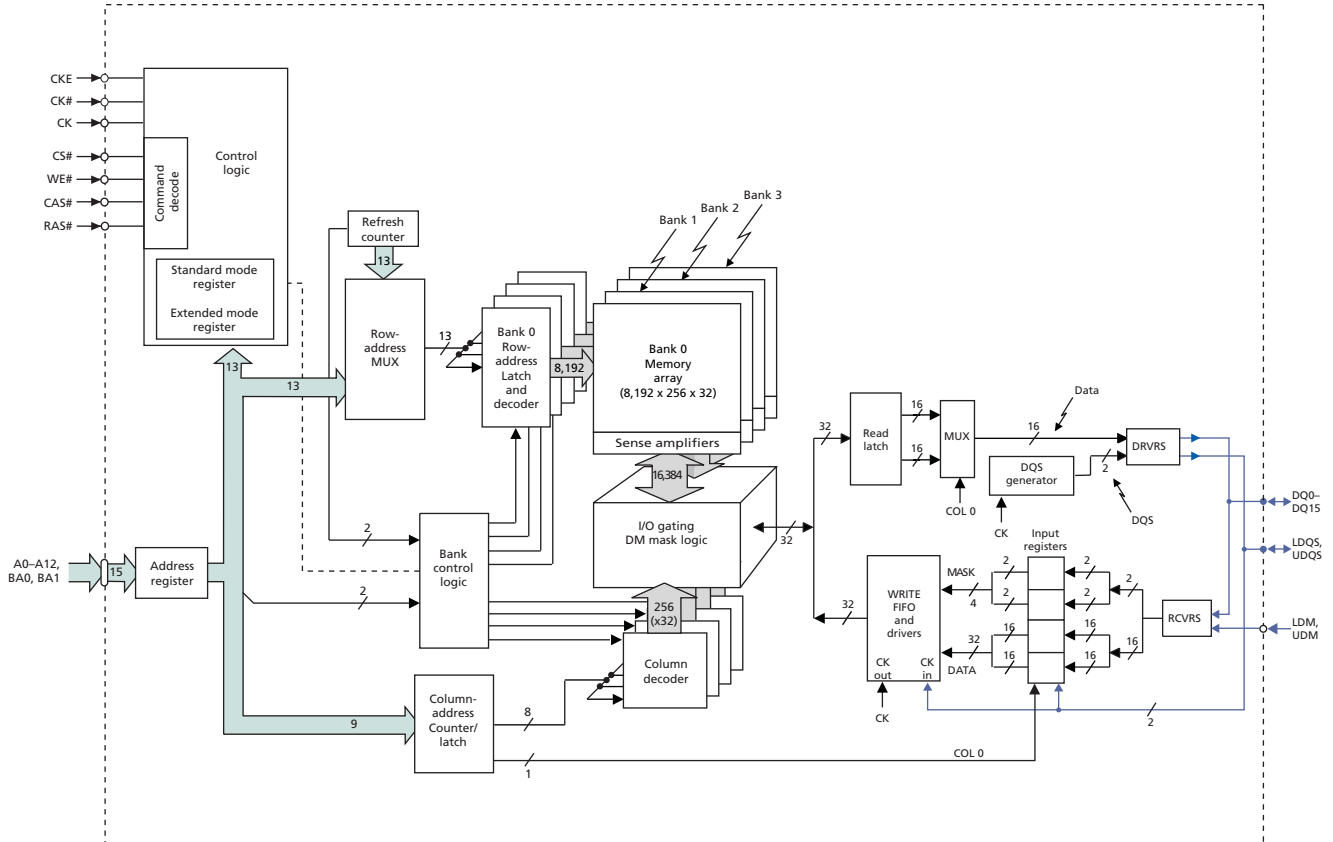 CKE
CK#
CK
CS#
WE#
CAS#
RAS#
Command
decode
Control
logic
Standard mode
register
Extended mode
register
Refresh
counter
13
Row-
address
MUX
13
13
13
Bank 0
Row-
address
Latch
and
decoder
8,192
Bank 1
Bank 2
Bank 3
Bank 0
Memory
array
(8,192 x 256 x 32)
Sense amplifiers
16,384
I/O gating
DM mask logic
32
A0–A12,
BA0, BA1
15
Address
register
2
2
Bank
control
logic
256
(x32)
Column
decoder
9
Column-
address
Counter/
latch
8
1
COL 0
32
Read
latch
16
16
MUX
COL 0
16
Data
DQS
generator
CK
2
DQS
DRVRS
DQ0–
DQ15
LDQS,
UDQS
LDM,
UDM
32
WRITE
FIFO
and
drivers
CK
out
CK
in
CK
MASK
4
32
DATA
Input
registers
2
2
16
16
2
2
16
16
2
16
RCVRS
2